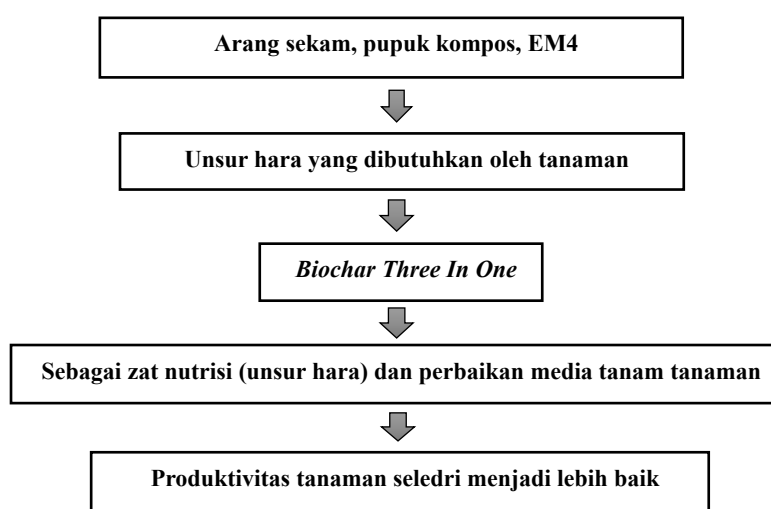 Arang sekam, pupuk kompos, EM4
Unsur hara yang dibutuhkan oleh tanaman
Biochar Three In One
Sebagai zat nutrisi (unsur hara) dan perbaikan media tanam tanaman
Produktivitas tanaman seledri menjadi lebih baik